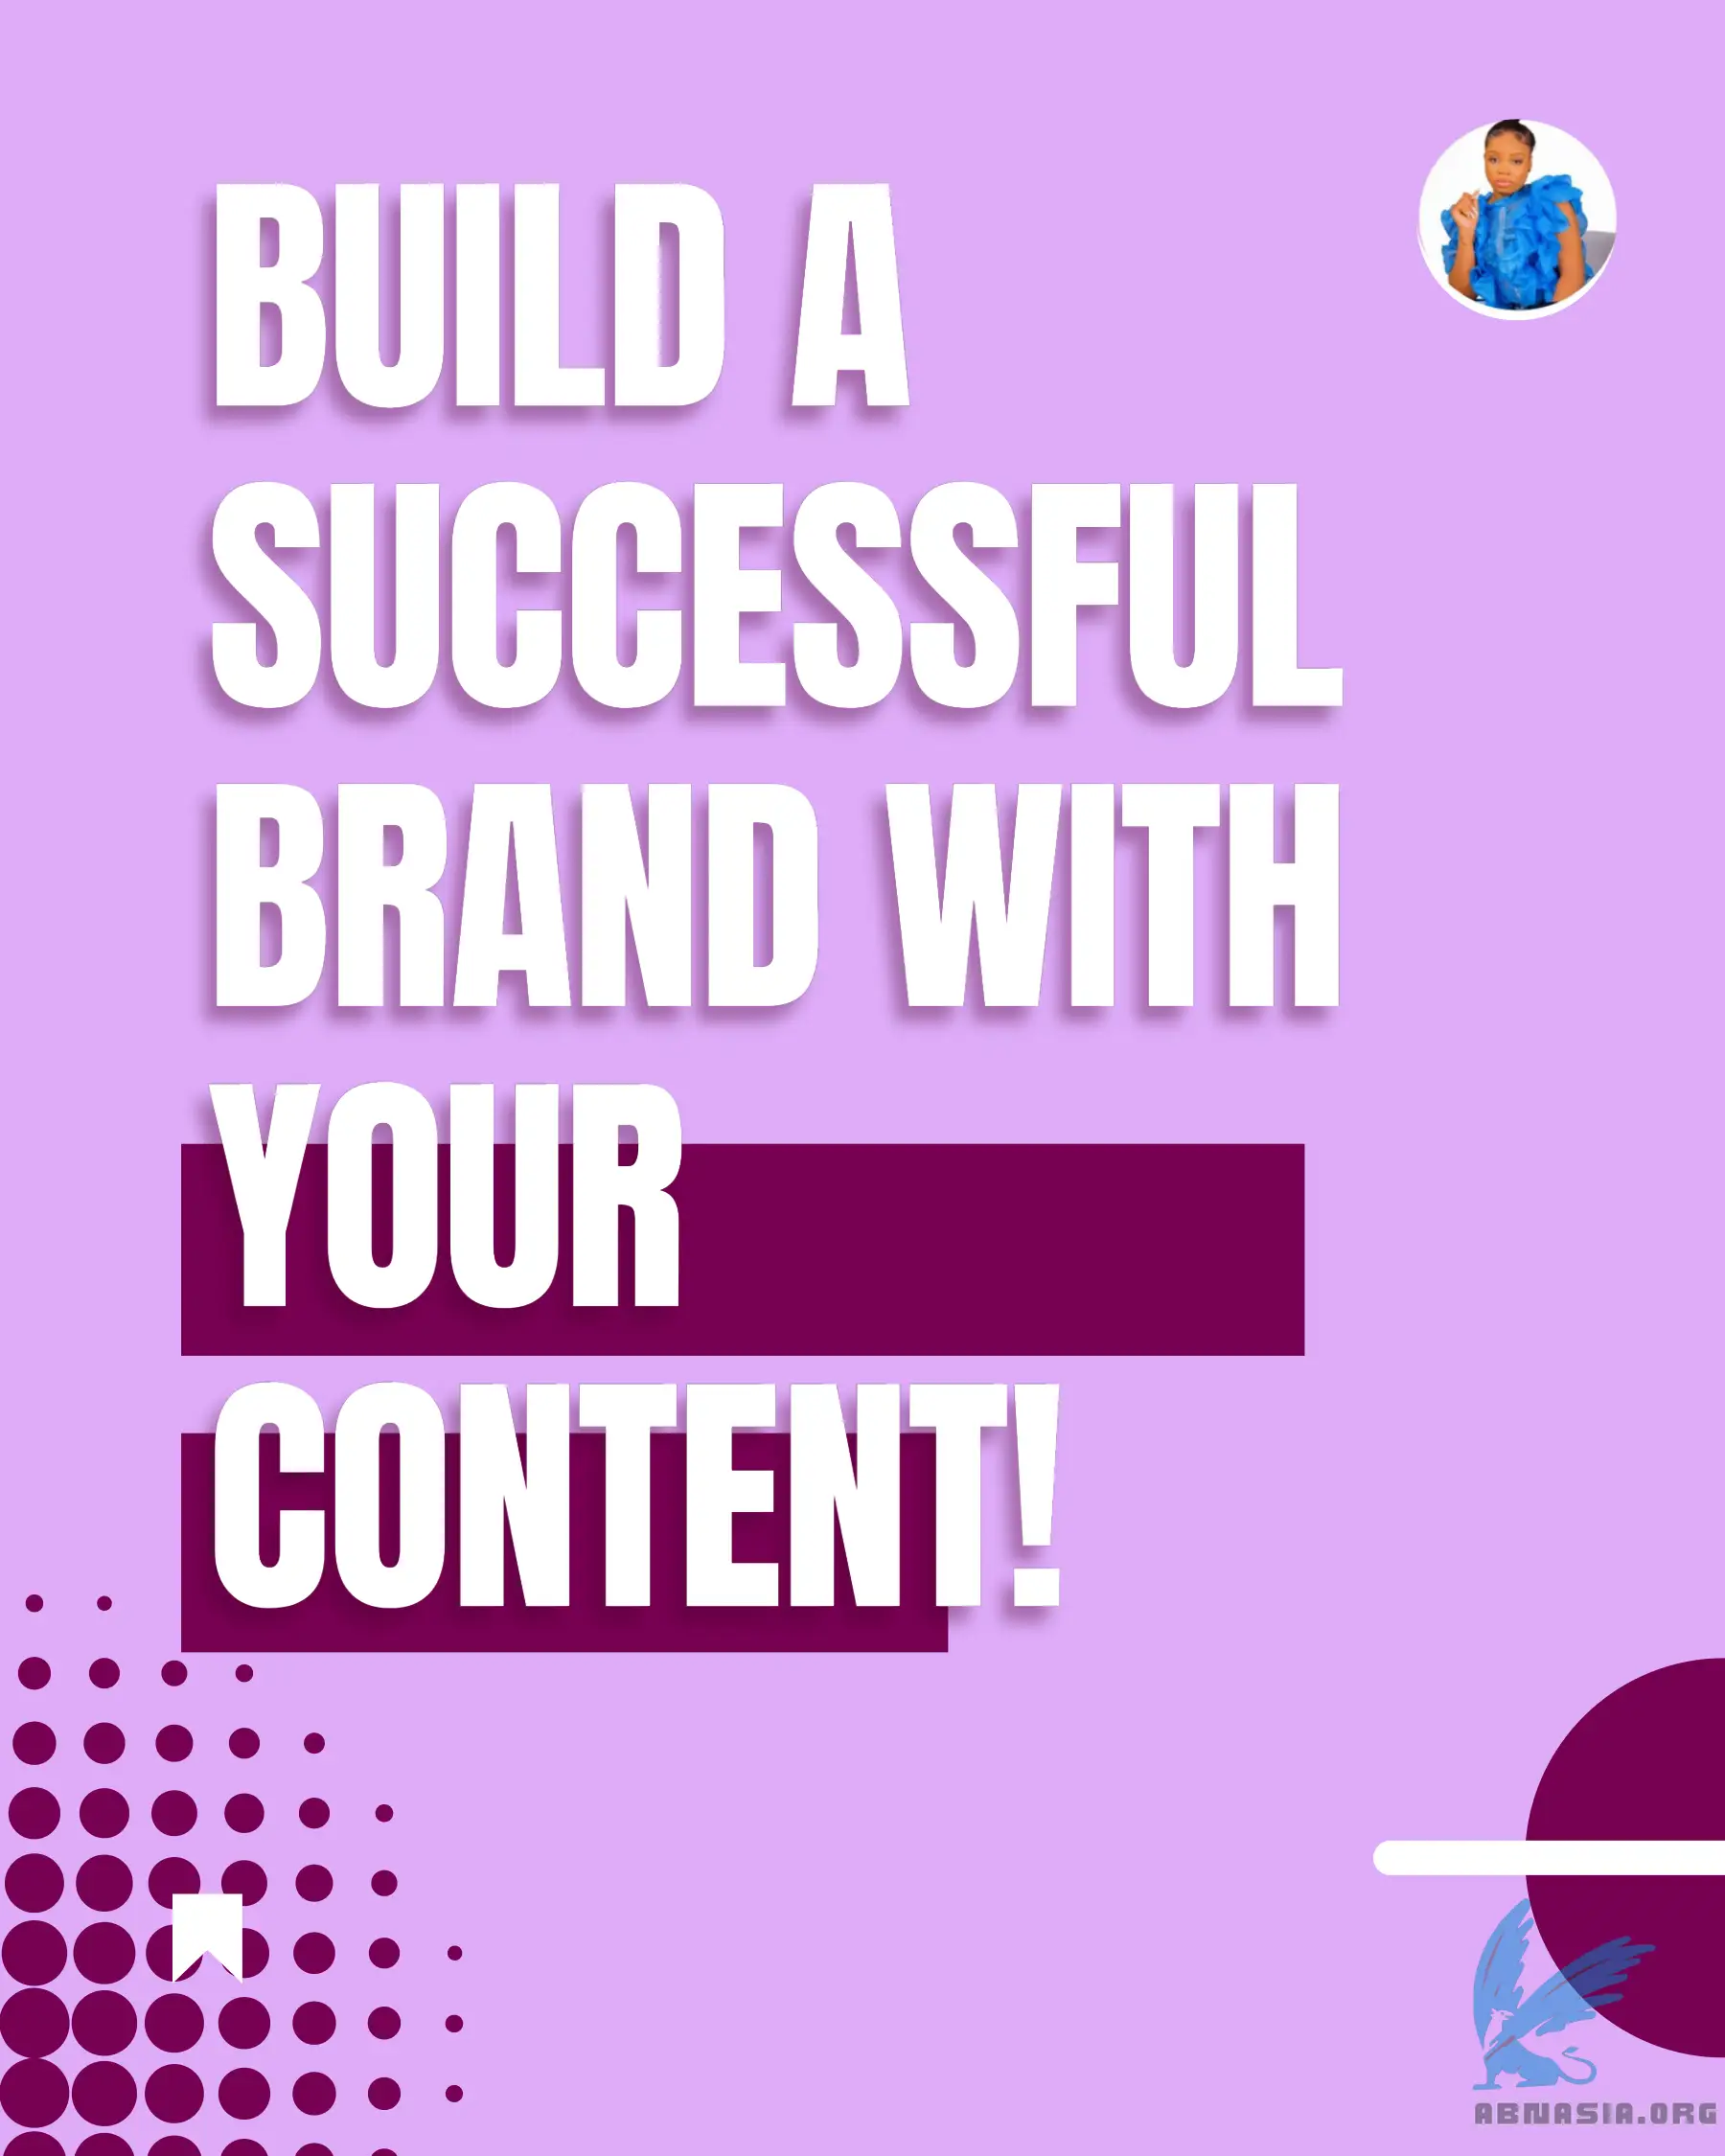 BUILD A
SUCCESSFUL
BRAND WITH
YOUR
CONTENT!
ABNASIA.ORG